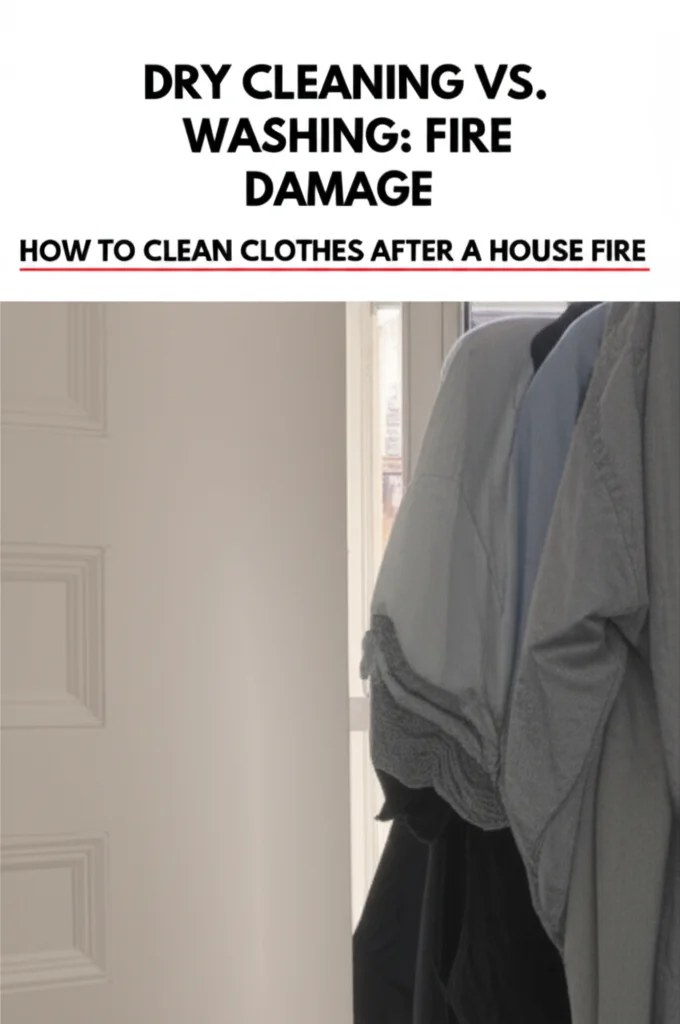 DRY CLEANING VS.
WASHING: FIRE
DAMAGE
HOW TO CLEAN CLOTHES AFTER A HOUSE FIRE